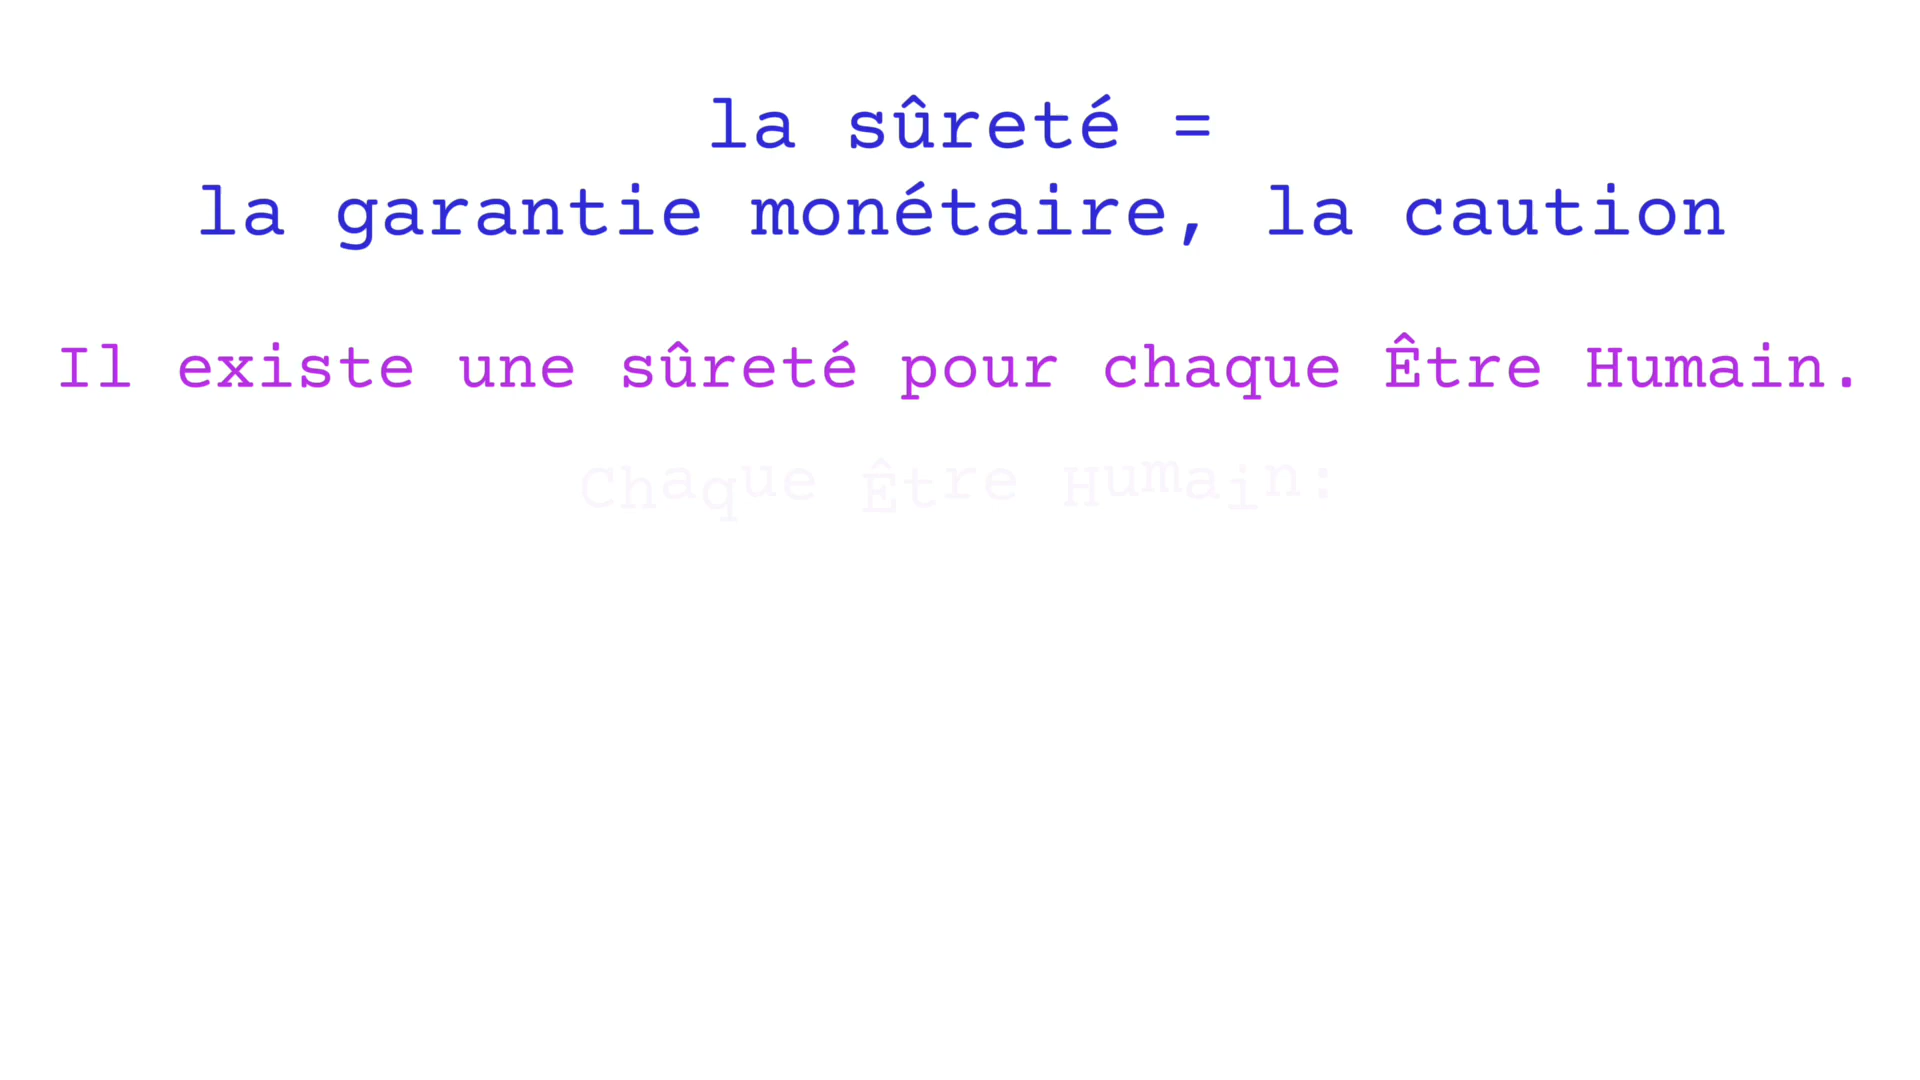 la sûreté =
la garantie monétaire, la caution
Il existe une sûreté pour chaque Être Humain.
Chaque Être Humain: